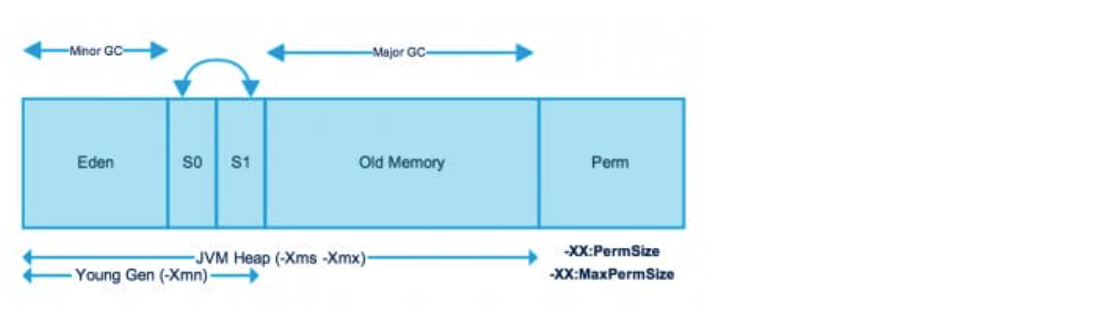 Minor GC
Major GC
Eden
S0
S1
Old Memory
Perm
JVM Heap (-Xms -Xmx)
-XX:PermSize
Young Gen (-Xmn)
-XX:MaxPermSize